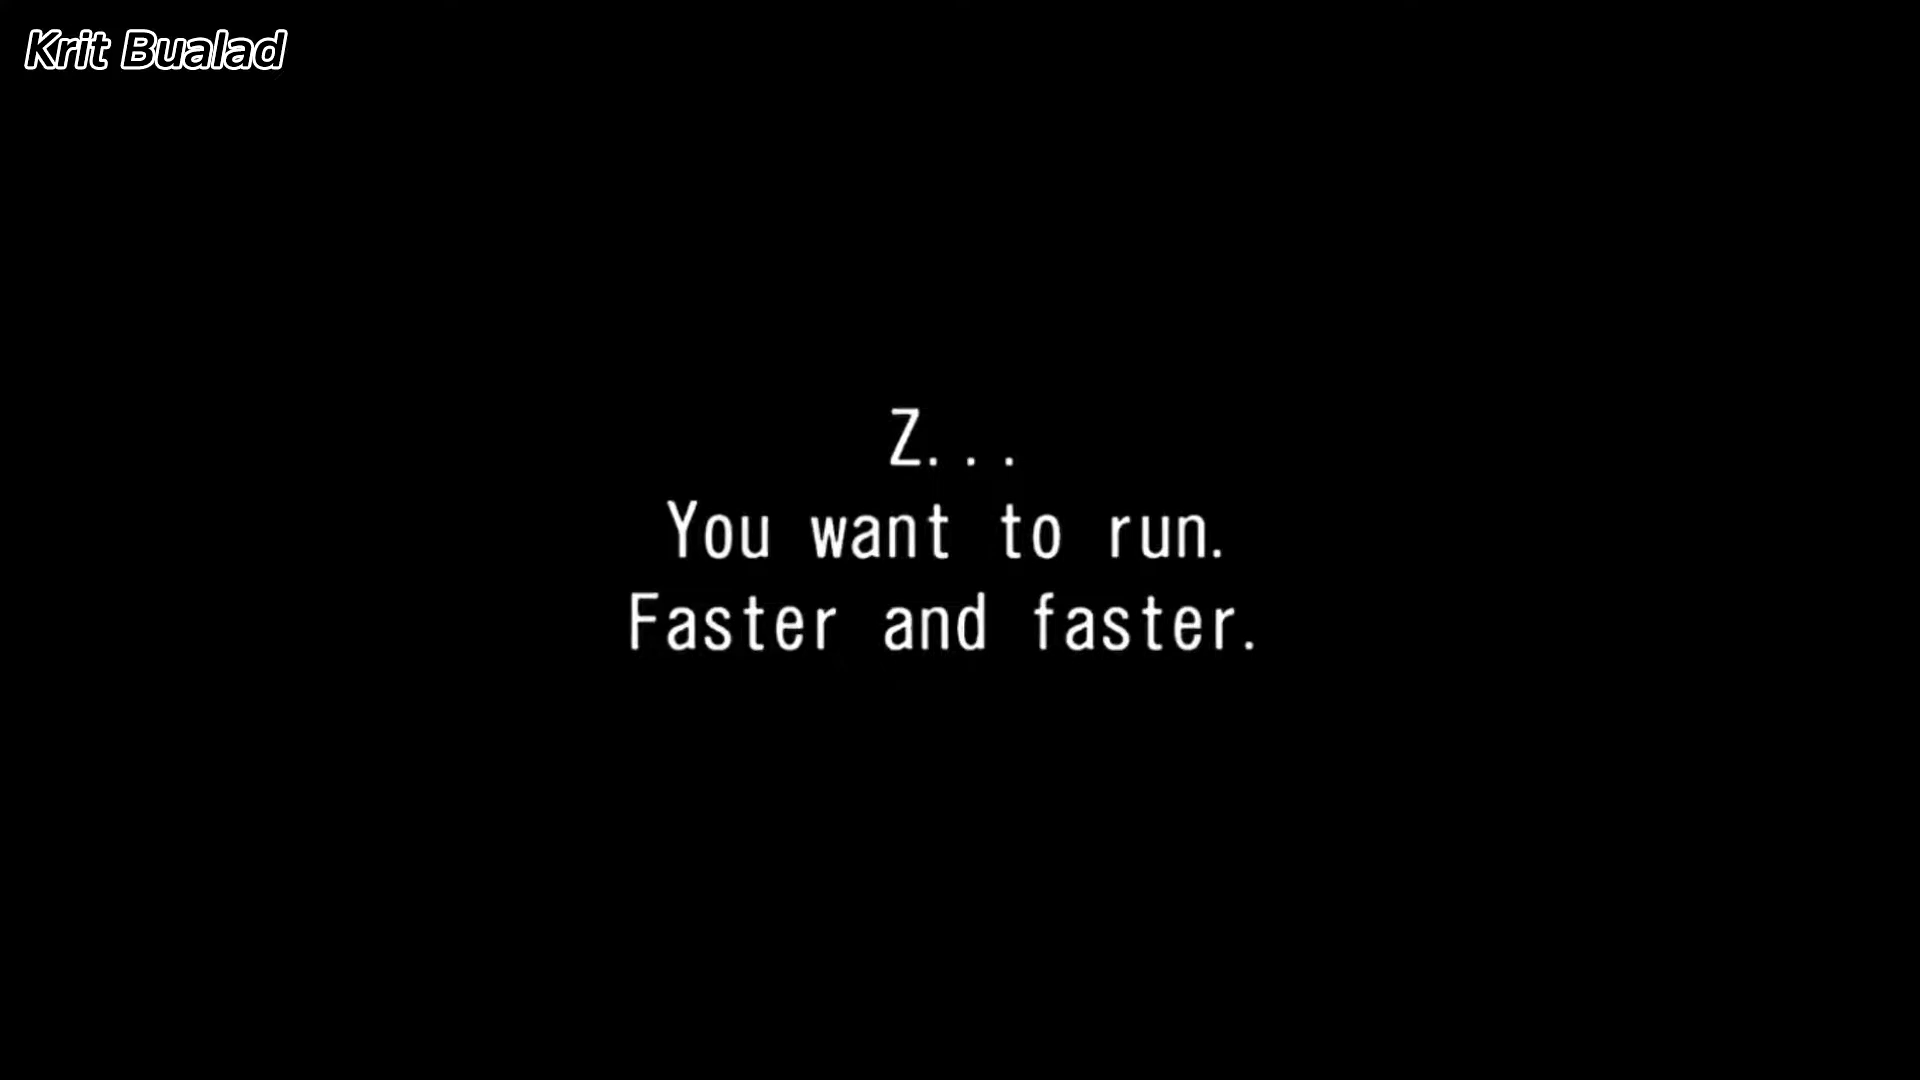 Krit Bualad
Z...
You want to run.
Faster and faster.